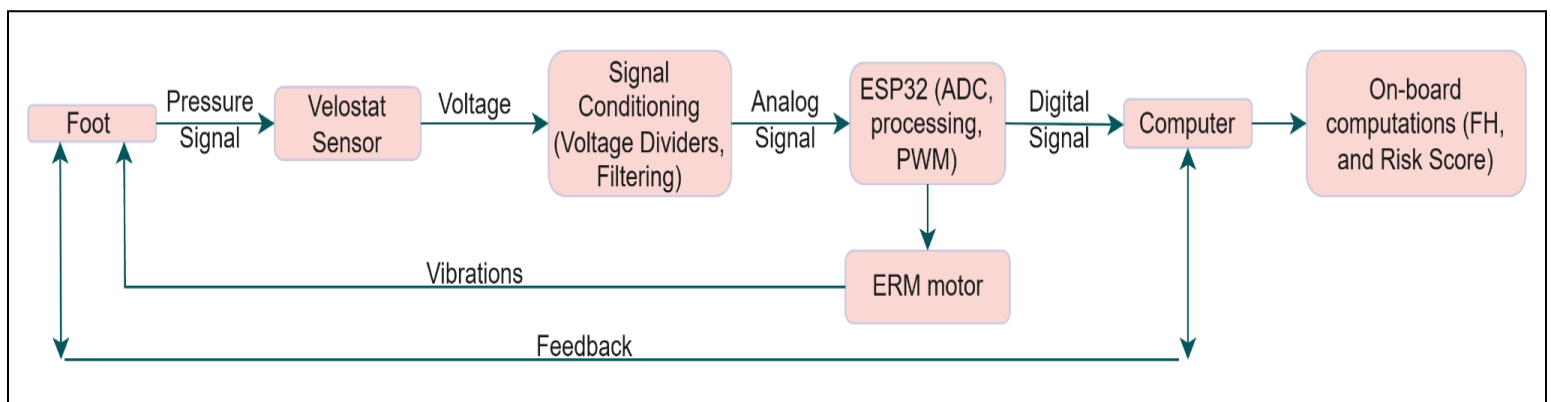 Foot
Pressure
Signal
Velostat
Sensor
Voltage
Signal
Conditioning
(Voltage Dividers,
Filtering)
Analog
Signal
ESP32 (ADC,
processing,
PWM)
Digital
Signal
Computer
On-board
computations (FH,
and Risk Score)
Vibrations
ERM motor
Feedback